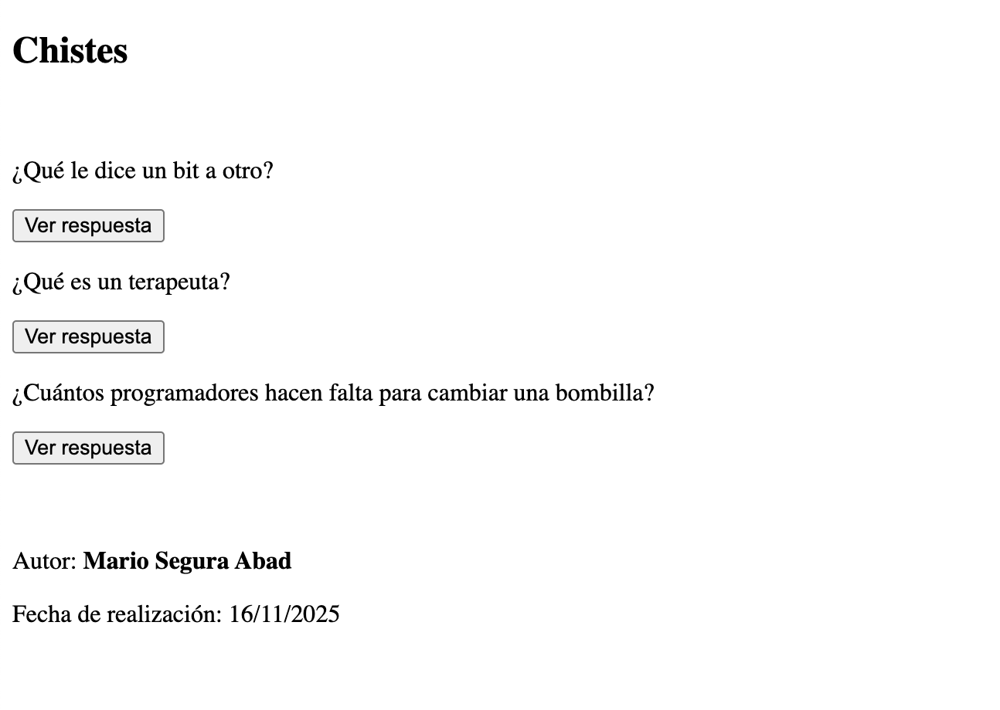 Chistes
¿Qué le dice un bit a otro?
Ver respuesta
¿Qué es un terapeuta?
Ver respuesta
¿Cuántos programadores hacen falta para cambiar una bombilla?
Ver respuesta
Autor: Mario Segura Abad
Fecha de realización: 16/11/2025